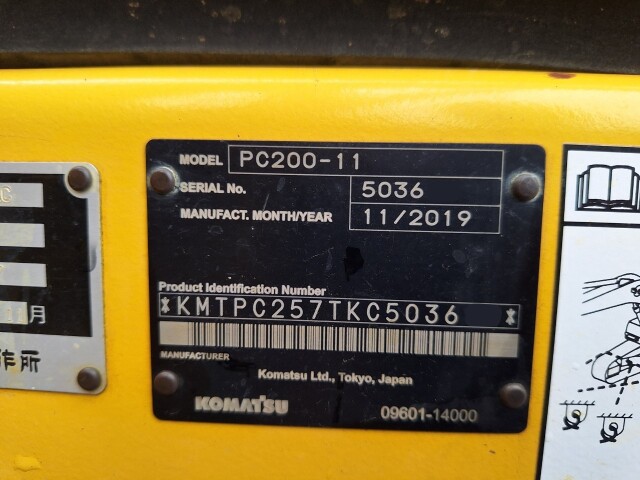 MODEL PC200-11
SERIAL No. 5036
MANUFACT. MONTH/YEAR 11/2019
Product Identification Number
*KMTPC257TKC5036 *
MANUFACTURER
Komatsu Ltd., Tokyo, Japan
KOMATSU 09601-14000
C
月
作所